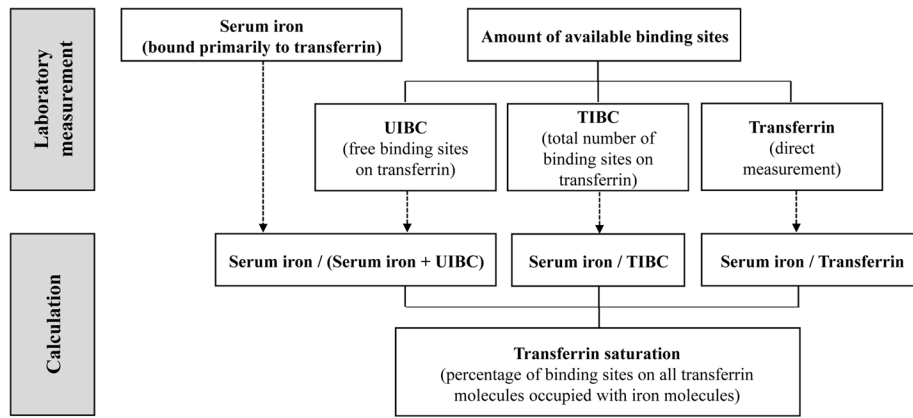 Laboratory
measurement
Serum iron
(bound primarily to transferrin)
Amount of available binding sites
UIBC
(free binding sites
on transferrin)
TIBC
(total number of
binding sites on
transferrin)
Transferrin
(direct
measurement)
Calculation
Serum iron / (Serum iron + UIBC)
Serum iron / TIBC
Serum iron / Transferrin
Transferrin saturation
(percentage of binding sites on all transferrin
molecules occupied with iron molecules)